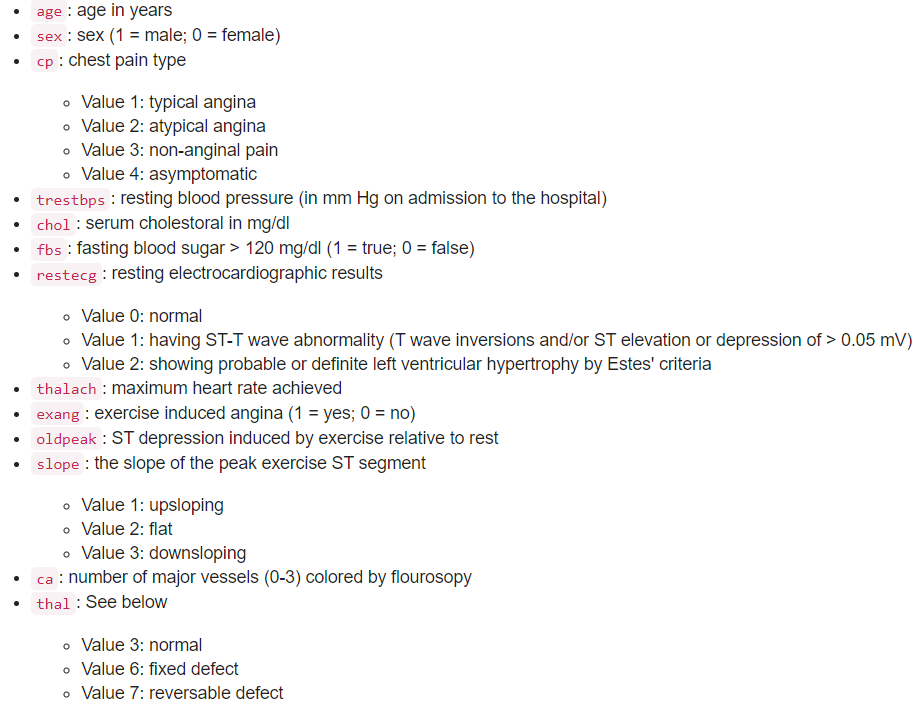 age : age in years
sex : sex (1 = male; 0 = female)
cp : chest pain type
Value 1: typical angina
Value 2: atypical angina
Value 3: non-anginal pain
Value 4: asymptomatic
trestbps : resting blood pressure (in mm Hg on admission to the hospital)
chol : serum cholestoral in mg/dl
fbs : fasting blood sugar > 120 mg/dl (1 = true; 0 = false)
restecg : resting electrocardiographic results
Value 0: normal
Value 1: having ST-T wave abnormality (T wave inversions and/or ST elevation or depression of > 0.05 mV)
Value 2: showing probable or definite left ventricular hypertrophy by Estes' criteria
thalach : maximum heart rate achieved
exang : exercise induced angina (1 = yes; 0 = no)
oldpeak : ST depression induced by exercise relative to rest
slope : the slope of the peak exercise ST segment
Value 1: upsloping
Value 2: flat
Value 3: downsloping
ca : number of major vessels (0-3) colored by flourosopy
thal : See below
Value 3: normal
Value 6: fixed defect
Value 7: reversable defect